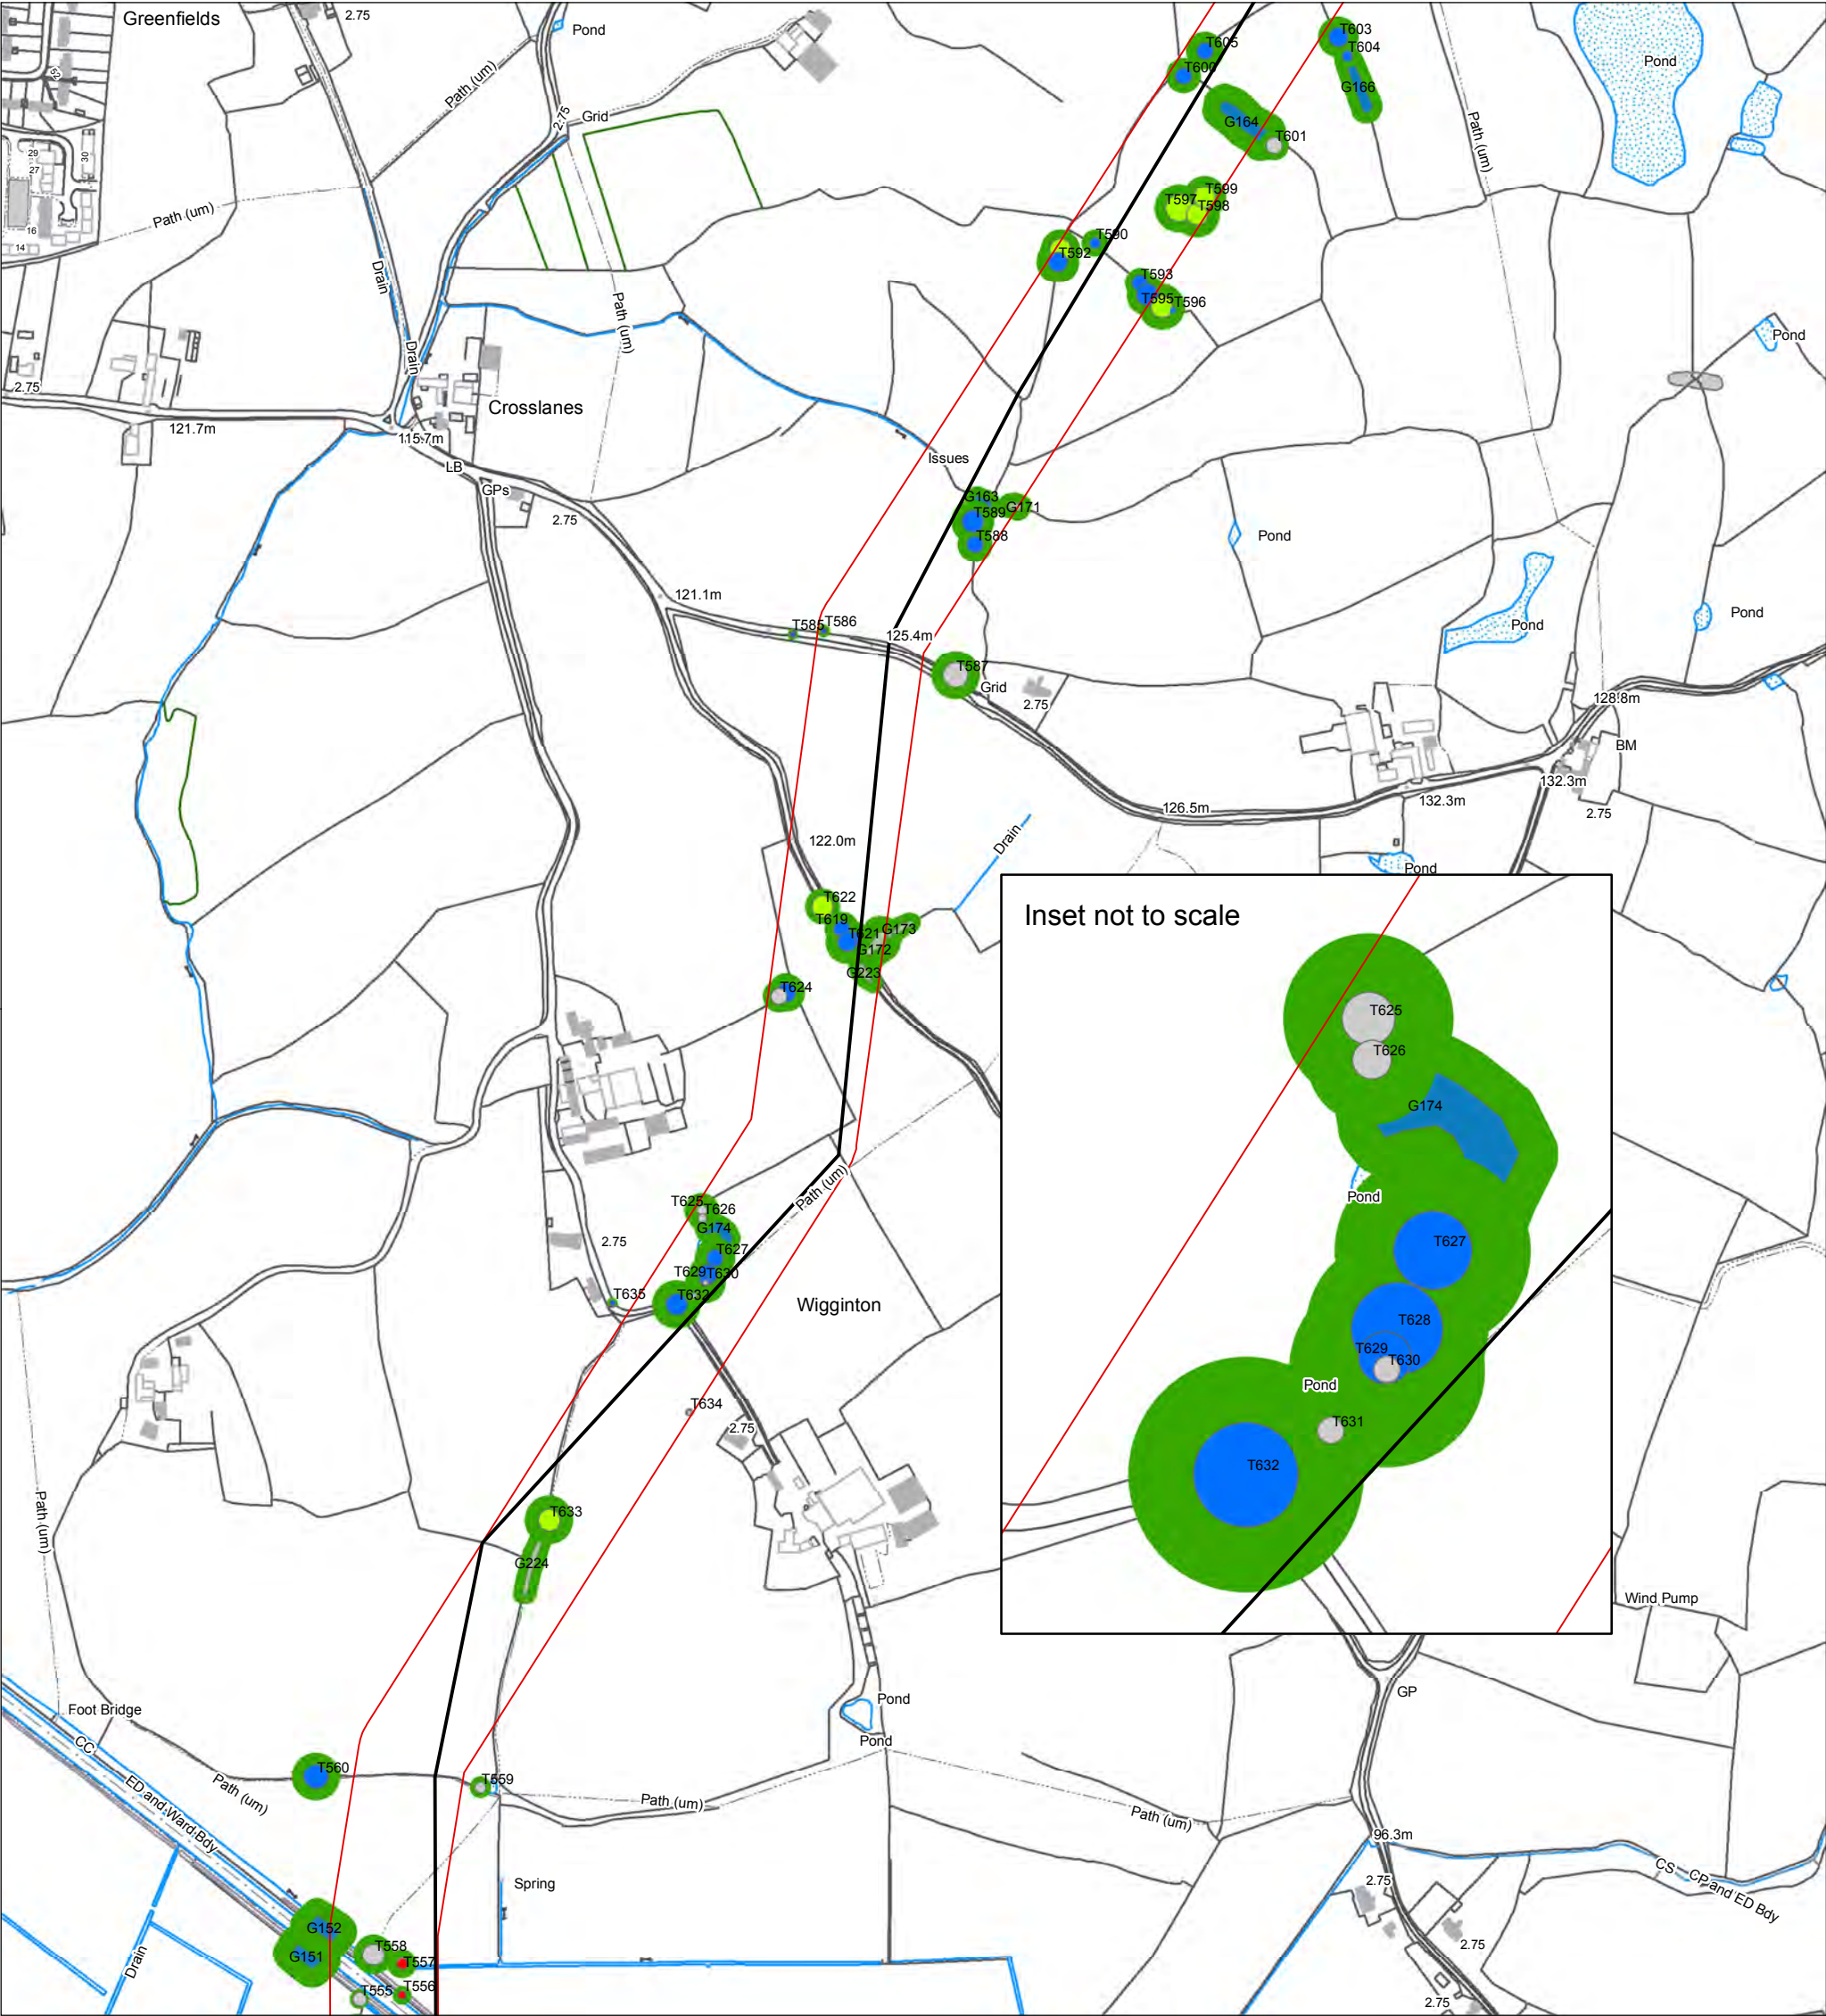 Greenfields
2.75
Pond
T605
T603
T604
T600
Pond
52
Path (um)
G166
2.75
Grid
G164
T601
Path (um)
29
30
27
T599
T597
T598
Path (um)
16
14
T590
T592
Drain
T593
T595
T596
Path (um)
Pond
Drain
2.75
Crosslanes
121.7m
115.7m
LB
Issues
GPs
G163
G171
2.75
T589
T588
Pond
121.1m
T585
T586
Pond
Pond
125.4m
T587
Grid
2.75
128.8m
BM
132.3m
132.3m
126.5m
2.75
Drain
122.0m
Pond
T622
T619
T621
G173
G172
G223
T624
Inset not to scale
T625
T626
G174
Pond
T627
T628
T629
T630
Pond
T631
T632
Path (um)
T625
T626
G174
2.75
T627
T629
T630
T635
T632
Wigginton
T634
2.75
Path (um)
T633
G224
Wind Pump
GP
Foot Bridge
Pond
CC
Pond
T560
T559
ED and Ward Bdy
Path (um)
Path (um)
Path (um)
96.3m
CS
CP and ED Bdy
2.75
Spring
G152
T558
G151
T557
Drain
2.75
T555
T556
2.75